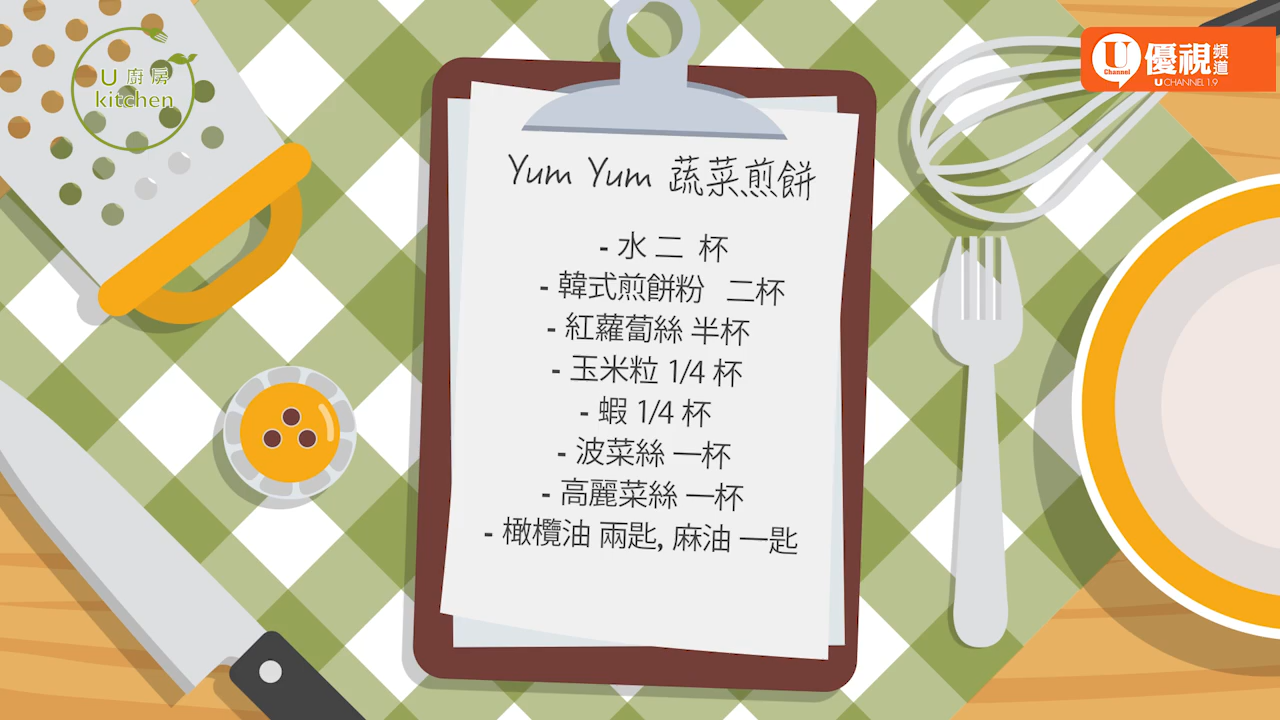 U 廚房
kitchen
U
Channel
優視
頻道
U CHANNEL 1.9
Yum Yum 蔬菜煎餅
- 水 二 杯
- 韓式煎餅粉 二杯
- 紅蘿蔔絲 半杯
- 玉米粒 1/4 杯
- 蝦 1/4 杯
- 波菜絲 一杯
- 高麗菜絲 一杯
- 橄欖油 兩匙, 麻油 一匙